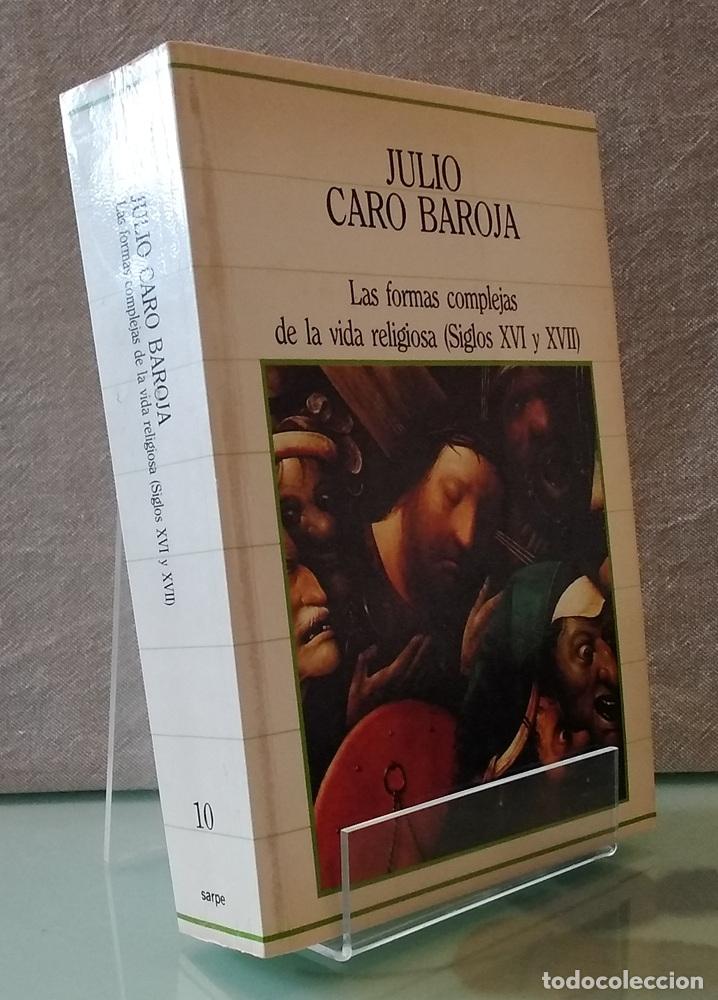 JULIO
CARO BAROJA
Las formas complejas
de la vida religiosa (Siglos XVI y XVII)
JULIO CARO BAROJA
Las formas complejas de la vida religiosa (Siglos XVI y XVII)
10
sarpe
todocoleccion